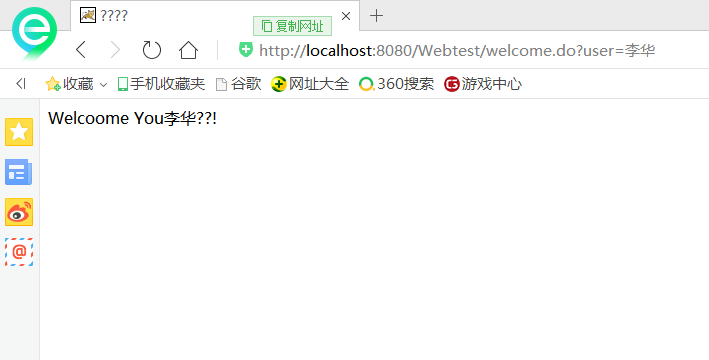 ????
复制网址
http://localhost:8080/Webtest/welcome.do?user=李华
收藏 手机收藏夹 谷歌 网址大全 360搜索 游戏中心
Welcoome You李华??!